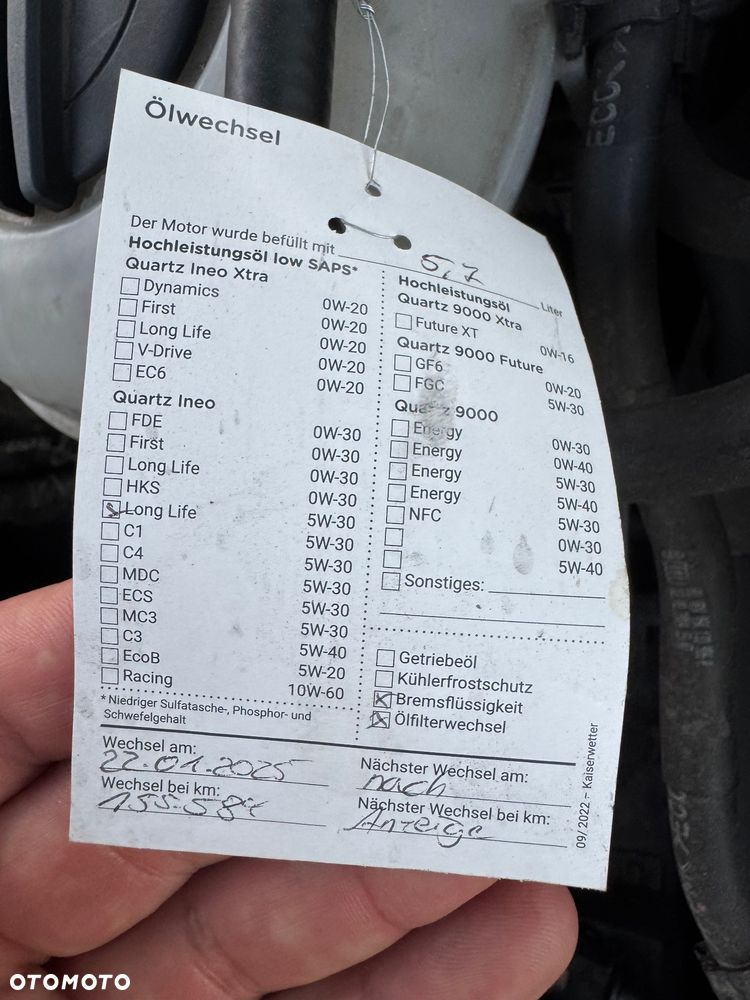 Ölwechsel
Der Motor wurde befüllt mit 5,7 Liter
Hochleistungsöl low SAPS*
Quartz Ineo Xtra
Dynamics 0W-20
First 0W-20
Long Life 0W-20
V-Drive 0W-20
EC6 0W-20
Quartz Ineo
FDE 0W-30
First 0W-30
Long Life 0W-30
HKS 0W-30
Long Life 5W-30
C1 5W-30
C4 5W-30
MDC 5W-30
ECS 5W-30
MC3 5W-30
C3 5W-40
EcoB 5W-20
Racing 10W-60
* Niedriger Sulfatasche-, Phosphor- und
Schwefelgehalt
Hochleistungsöl
Quartz 9000 Xtra
Future XT 0W-16
Quartz 9000 Future
GF6 0W-20
FGC 5W-30
Quartz 9000
Energy 0W-30
Energy 0W-40
Energy 5W-30
Energy 5W-40
NFC 5W-30
0W-30
5W-40
Sonstiges:
Getriebeöl
Kühlerfrostschutz
Bremsflüssigkeit
Ölfilterwechsel
Wechsel am:
22.01.2025
Wechsel bei km:
Nächster Wechsel am:
nach
Nächster Wechsel bei km:
Anzeige
09/2022 – Kaiserwetter
OTOMOTO